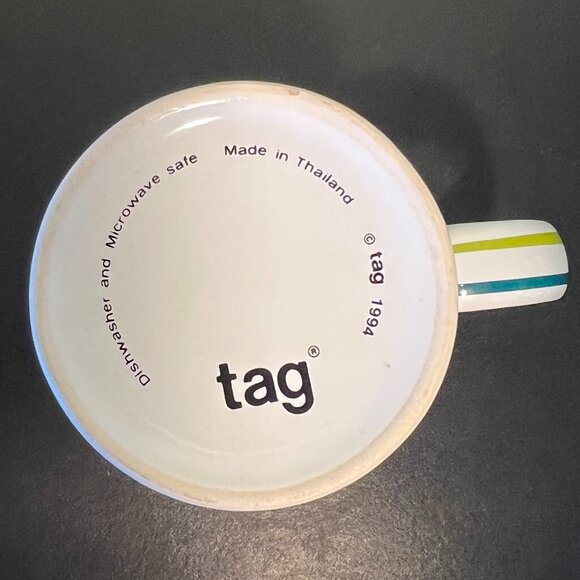 Dishwasher and Microwave safe
Made in Thailand
© tag 1994
tag®